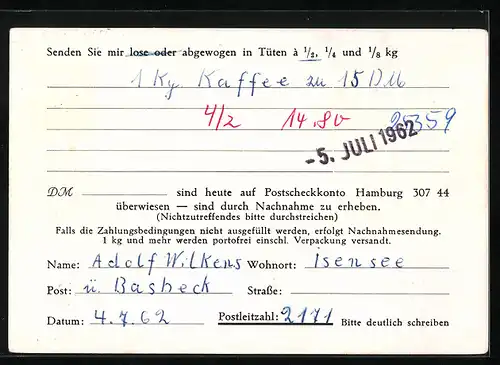 Senden Sie mir lose oder abgewogen in Tüten à 1/2, 1/4 und 1/8 kg
1 Kg. Kaffee zu 15 DM
4/2 14.80 25359
-5. JULI 1962
DM ______ sind heute auf Postscheckkonto Hamburg 307 44
überwiesen — sind durch Nachnahme zu erheben.
(Nichtzutreffendes bitte durchstreichen)
Falls die Zahlungsbedingungen nicht ausgefüllt werden, erfolgt Nachnahmesendung.
1 kg und mehr werden portofrei einschl. Verpackung versandt.
Name: Adolf Wilkens Wohnort: Isensee
Post: ü. Basbeck Straße:
Datum: 4.7.62 Postleitzahl: 2171 Bitte deutlich schreiben